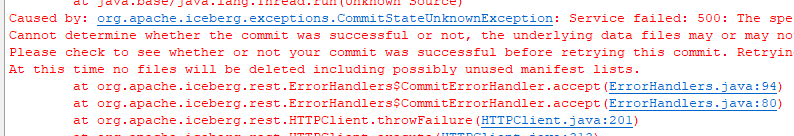 at java.base/java.lang.Thread.run(Unknown Source)
Caused by: org.apache.iceberg.exceptions.CommitStateUnknownException: Service failed: 500: The spe
Cannot determine whether the commit was successful or not, the underlying data files may or may no
Please check to see whether or not your commit was successful before retrying this commit. Retryin
At this time no files will be deleted including possibly unused manifest lists.
at org.apache.iceberg.rest.ErrorHandlers$CommitErrorHandler.accept(ErrorHandlers.java:94)
at org.apache.iceberg.rest.ErrorHandlers$CommitErrorHandler.accept(ErrorHandlers.java:80)
at org.apache.iceberg.rest.HTTPClient.throwFailure(HTTPClient.java:201)
at org.apache.iceberg.rest.HTTPClient.execute(HTTPClient.java:313)